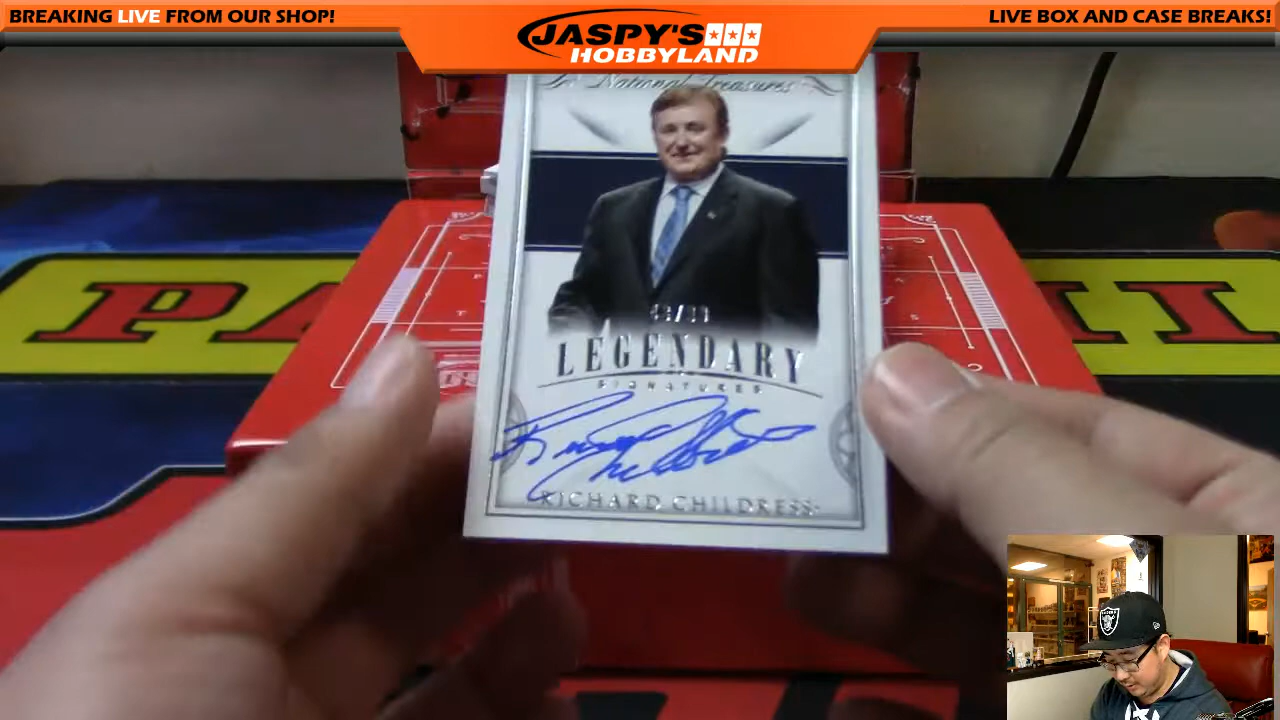 BREAKING LIVE FROM OUR SHOP!
JASPY'S
HOBBYLAND
LIVE BOX AND CASE BREAKS!
National Treasures
LEGENDARY
SIGNATURES
RICHARD CHILDRESS